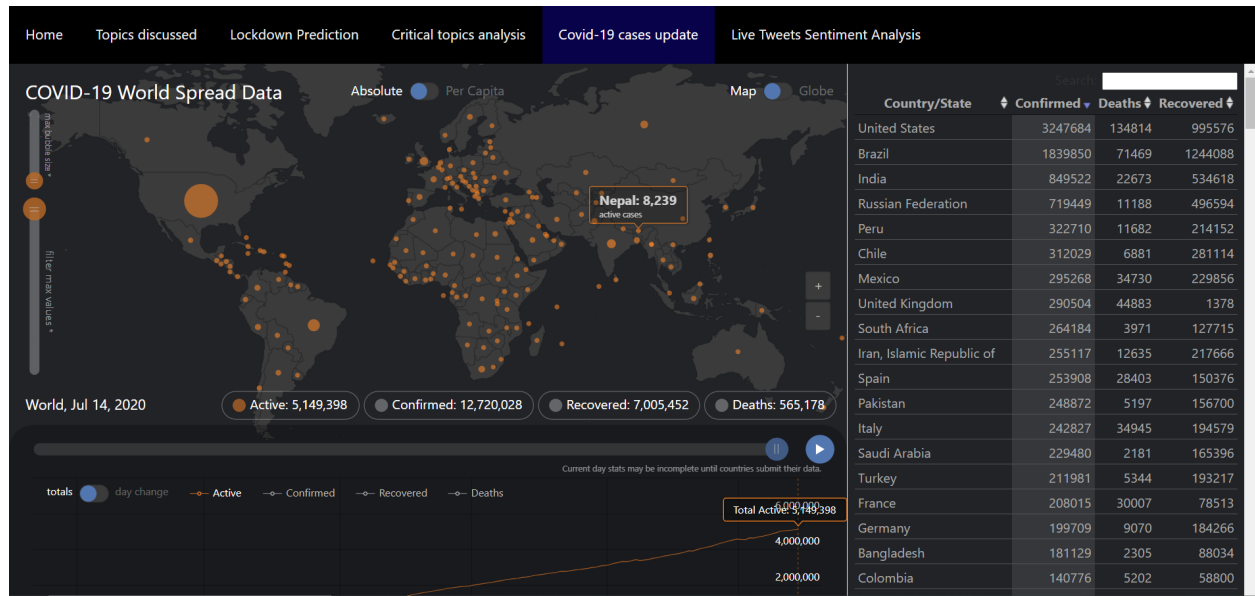 Home Topics discussed Lockdown Prediction Critical topics analysis Covid-19 cases update Live Tweets Sentiment Analysis
COVID-19 World Spread Data
Absolute Per Capita
Map Globe
max bubble size *
filter max values *
Nepal: 8,239
active cases
+
-
World, Jul 14, 2020
Active: 5,149,398 Confirmed: 12,720,028 Recovered: 7,005,452 Deaths: 565,178
Current day stats may be incomplete until countries submit their data.
totals day change Active Confirmed Recovered Deaths
6,000,000
Total Active: 5,149,398
4,000,000
2,000,000
Search:
Country/State Confirmed Deaths Recovered
United States 3247684 134814 995576
Brazil 1839850 71469 1244088
India 849522 22673 534618
Russian Federation 719449 11188 496594
Peru 322710 11682 214152
Chile 312029 6881 281114
Mexico 295268 34730 229856
United Kingdom 290504 44883 1378
South Africa 264184 3971 127715
Iran, Islamic Republic of 255117 12635 217666
Spain 253908 28403 150376
Pakistan 248872 5197 156700
Italy 242827 34945 194579
Saudi Arabia 229480 2181 165396
Turkey 211981 5344 193217
France 208015 30007 78513
Germany 199709 9070 184266
Bangladesh 181129 2305 88034
Colombia 140776 5202 58800